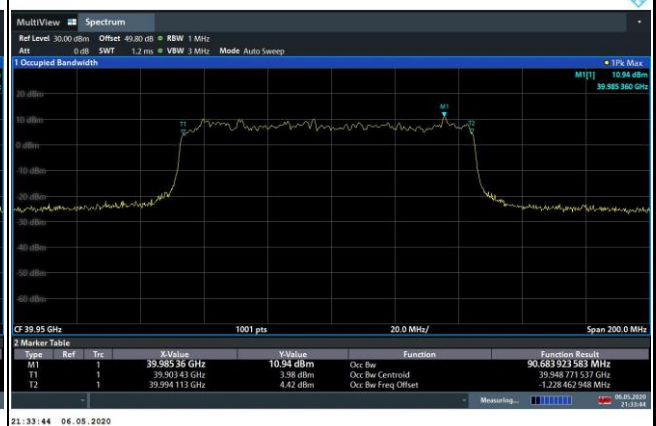 MultiView Spectrum
Ref Level 30.00 dBm Offset 49.80 dB RBW 1 MHz
Att 0 dB SWT 1.2 ms VBW 3 MHz Mode Auto Sweep
1 Occupied Bandwidth 1Pk Max
M1[1] 10.94 dBm
39.985 360 GHz
20 dBm
M1
10 dBm
T1 T2
0 dBm
-10 dBm
-20 dBm
-30 dBm
-40 dBm
-50 dBm
-60 dBm
CF 39.95 GHz 1001 pts 20.0 MHz/ Span 200.0 MHz
2 Marker Table
Type Ref Trc X-Value Y-Value Function Function Result
M1 1 39.985 36 GHz 10.94 dBm Occ Bw 90.683 923 583 MHz
T1 1 39.903 43 GHz 3.98 dBm Occ Bw Centroid 39.948 771 537 GHz
T2 1 39.994 113 GHz 4.42 dBm Occ Bw Freq Offset -1.228 462 948 MHz
Measuring... 06.05.2020
21:33:44
21:33:44 06.05.2020